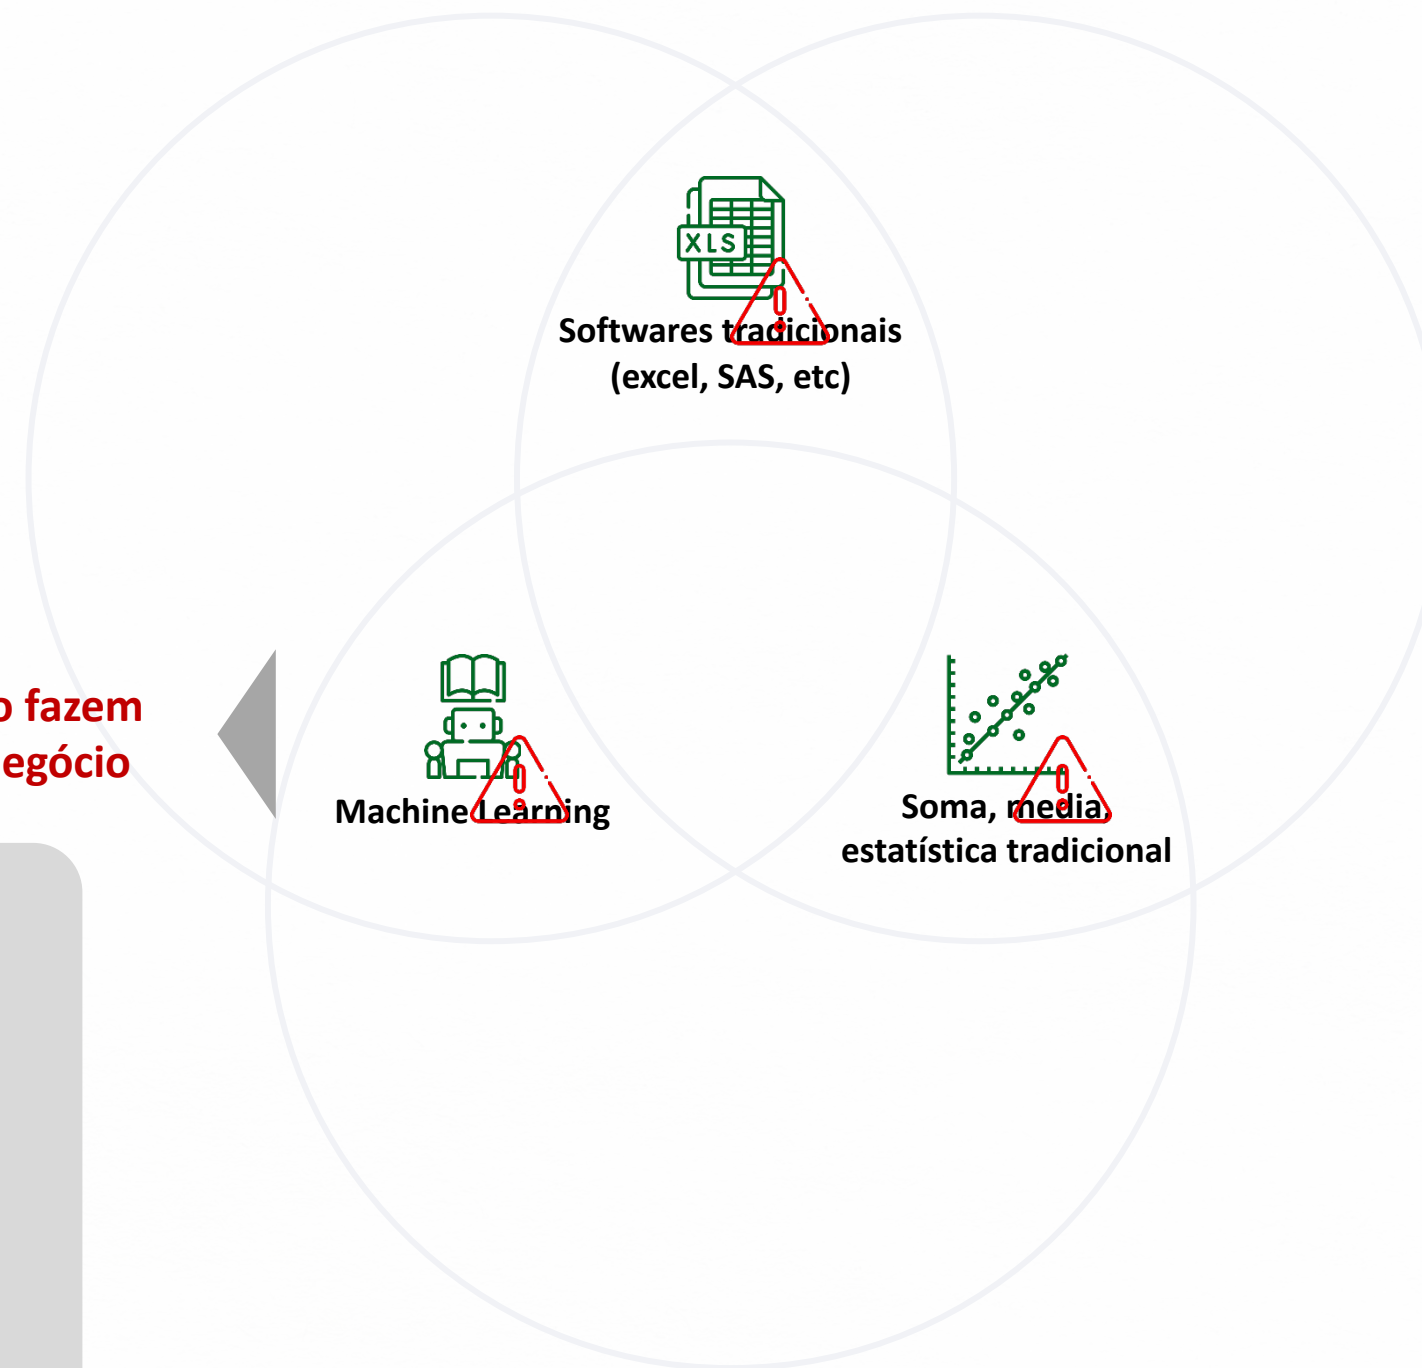 XLS
Softwares tradicionais
(excel, SAS, etc)
o fazem
egócio
Machine Learning
Soma, media,
estatística tradicional